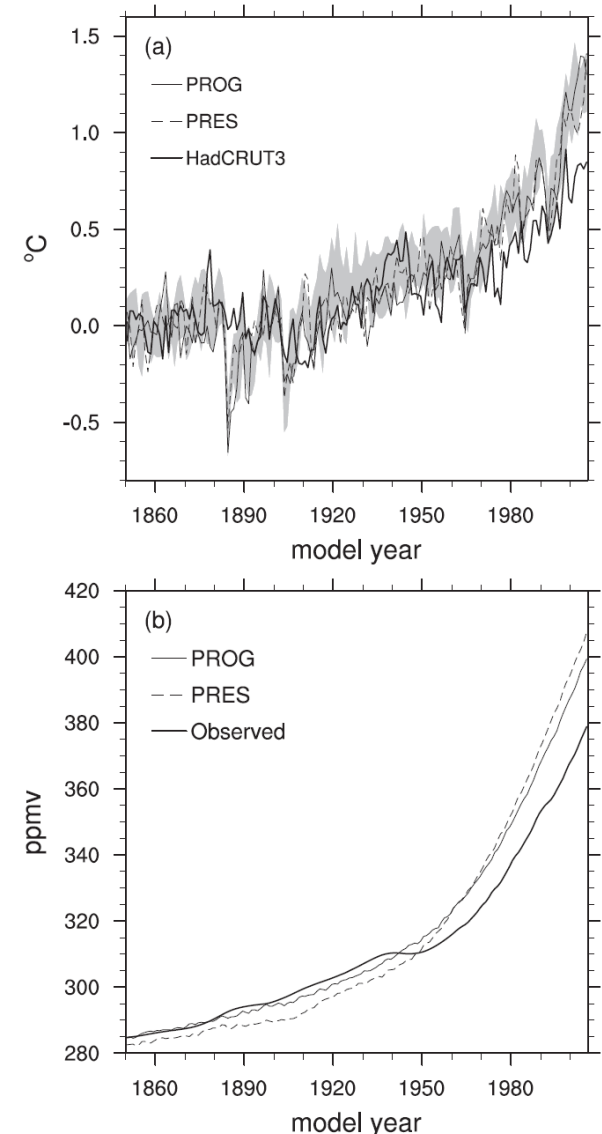 1.5
(a)
PROG
PRES
HadCRUT3
1.0
0.5
0.0
-0.5
°C
1860 1890 1920 1950 1980
model year
420
(b)
PROG
400
PRES
380
Observed
360
340
320
300
280
ppmv
1860 1890 1920 1950 1980
model year